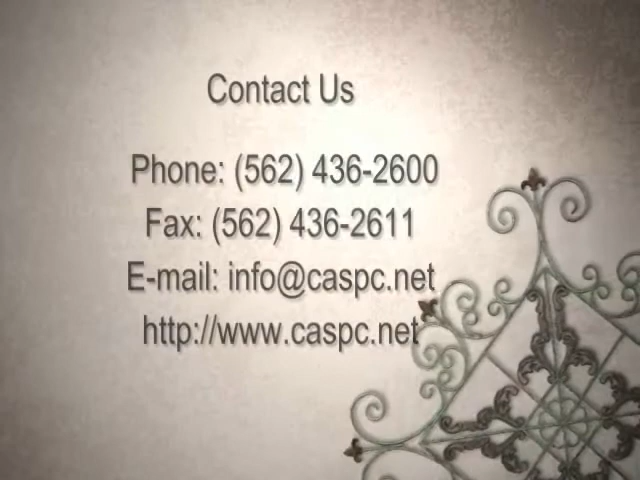 Contact Us
Phone: (562) 436-2600
Fax: (562) 436-2611
E-mail: info@caspc.net
http://www.caspc.net